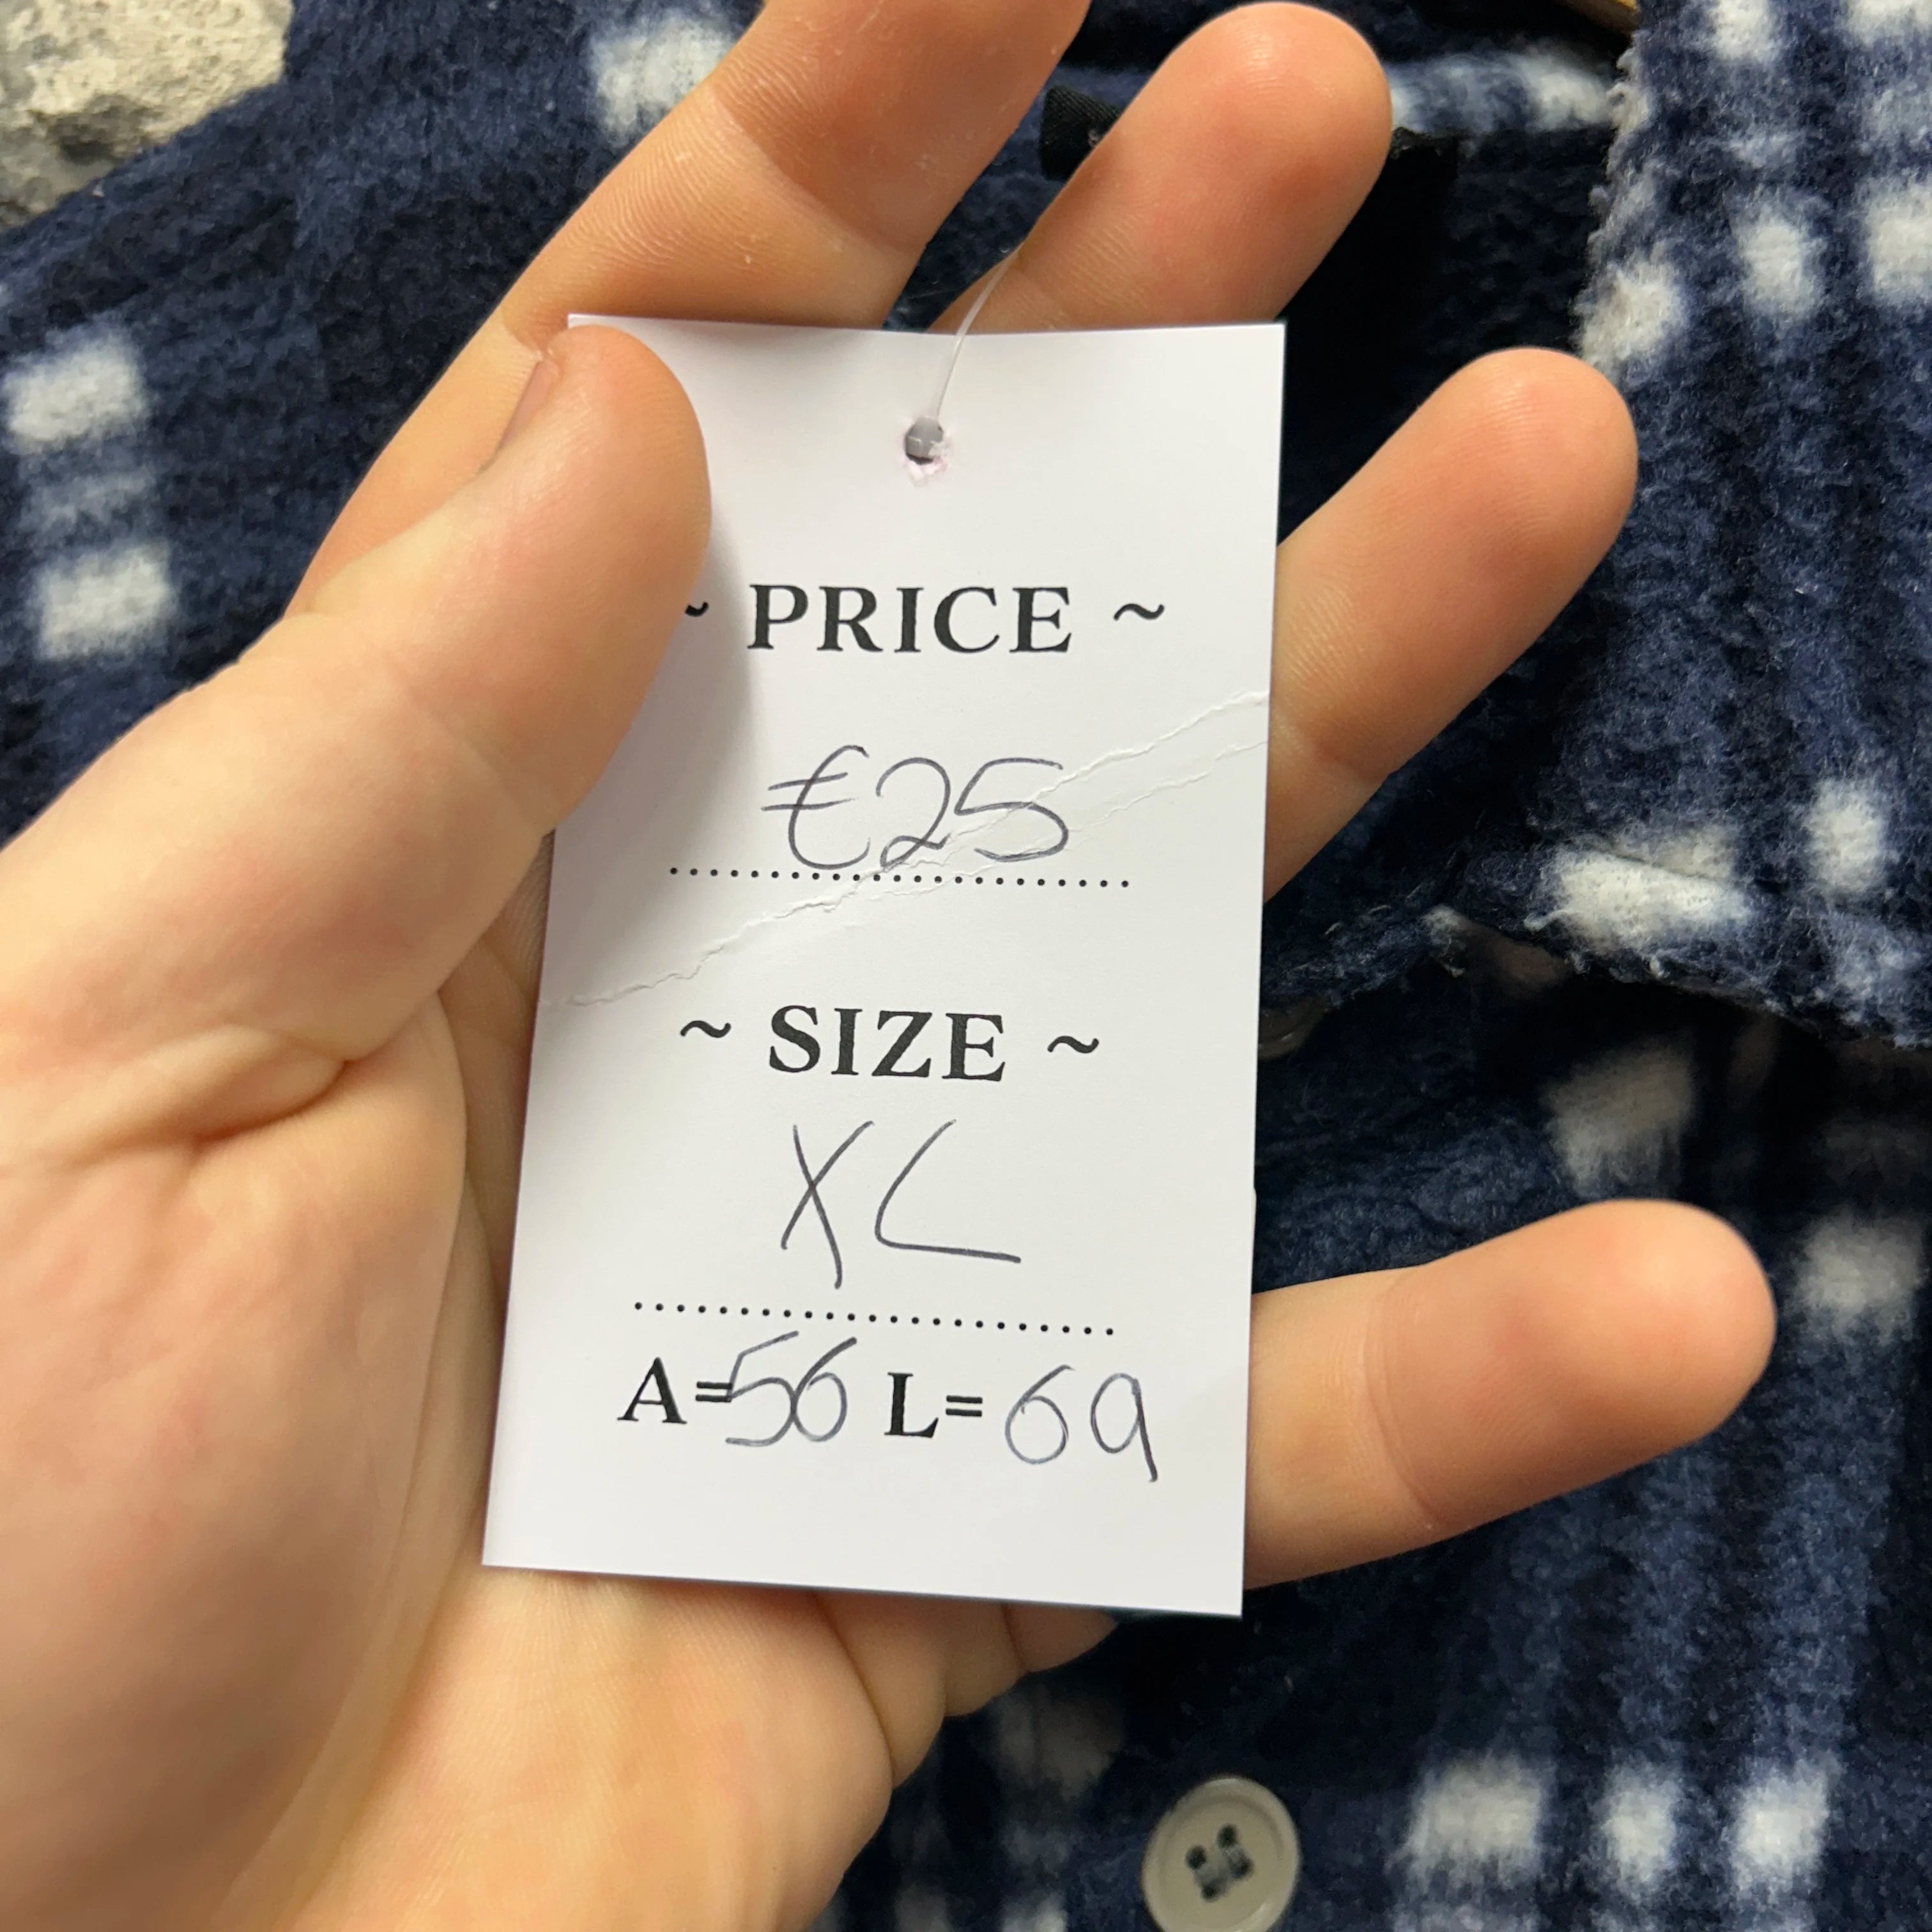 ~ PRICE ~
€25
~ SIZE ~
XL
A=56 L=69